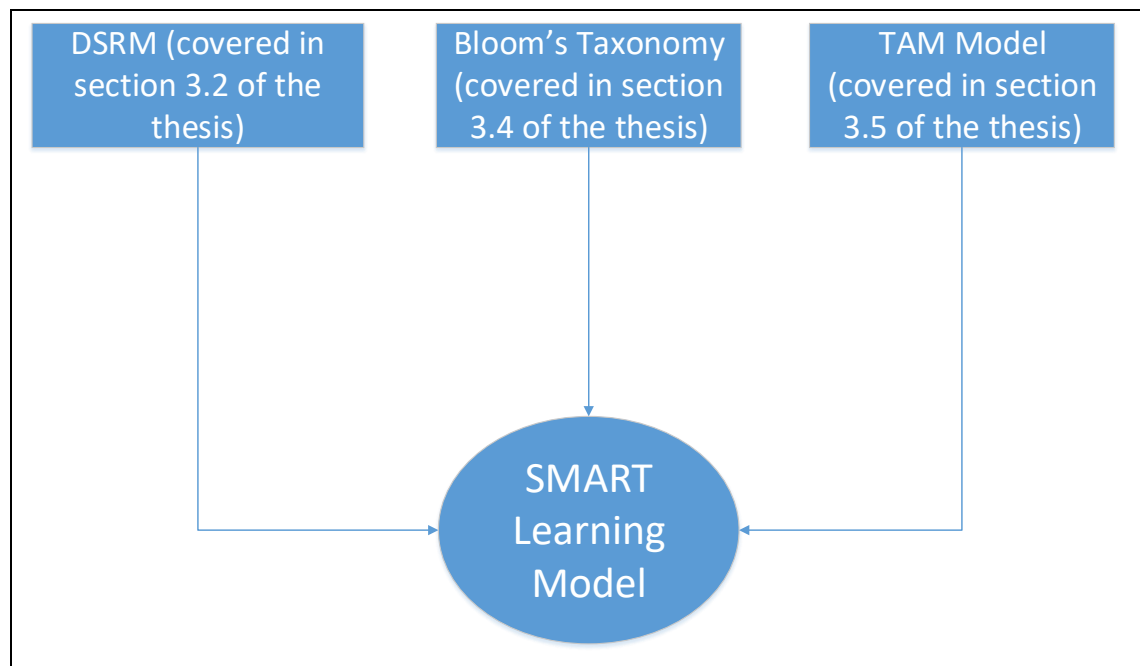 DSRM (covered in
section 3.2 of the
thesis)
Bloom’s Taxonomy
(covered in section
3.4 of the thesis)
TAM Model
(covered in section
3.5 of the thesis)
SMART
Learning
Model